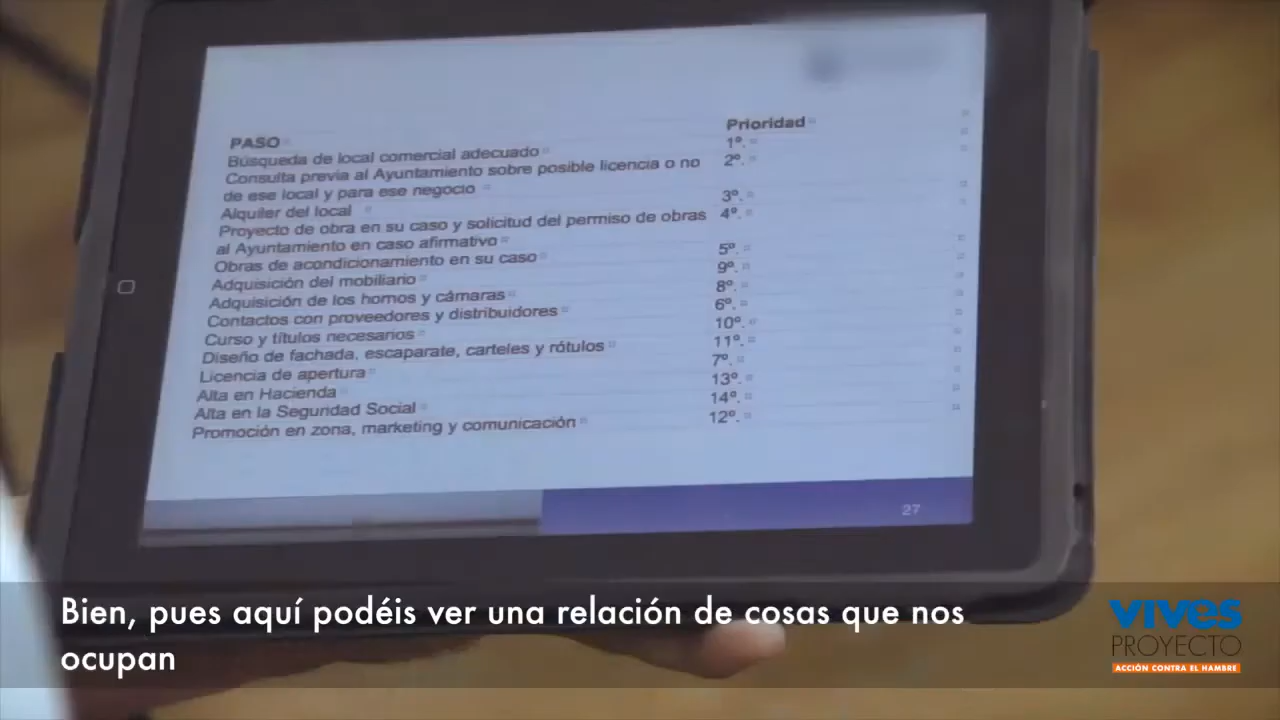 PASO Prioridad
Búsqueda de local comercial adecuado 1º.
Consulta previa al Ayuntamiento sobre posible licencia o no 2º.
de ese local y para ese negocio
Alquiler del local 3º.
Proyecto de obra en su caso y solicitud del permiso de obras 4º.
al Ayuntamiento en caso afirmativo
Obras de acondicionamiento en su caso 5º.
Adquisición del mobiliario 9º.
Adquisición de los hornos y cámaras 8º.
Contactos con proveedores y distribuidores 6º.
Curso y títulos necesarios 10º.
Diseño de fachada, escaparate, carteles y rótulos 11º.
Licencia de apertura 7º.
Alta en Hacienda 13º.
Alta en la Seguridad Social 14º.
Promoción en zona, marketing y comunicación 12º.
27
Bien, pues aquí podéis ver una relación de cosas que nos
ocupan
vives
PROYECTO
ACCIÓN CONTRA EL HAMBRE